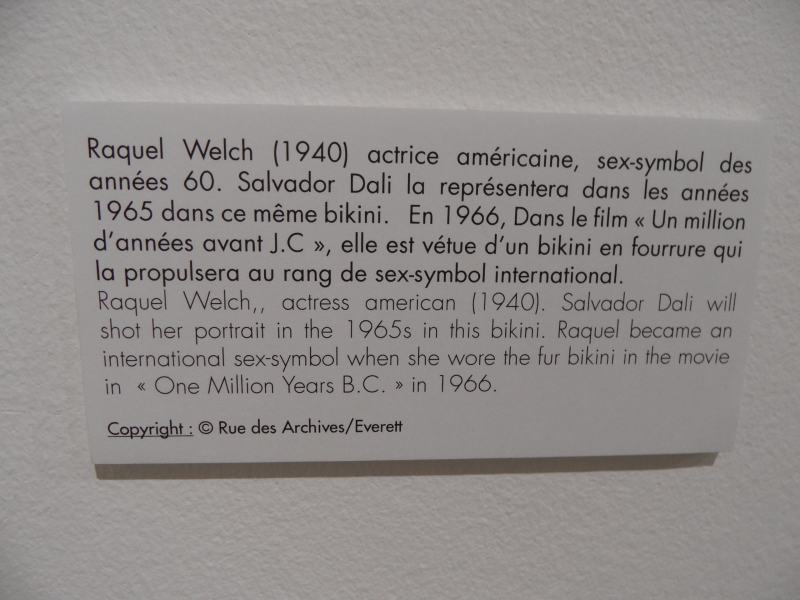 Raquel Welch (1940) actrice américaine, sex-symbol des
années 60. Salvador Dali la représentera dans les années
1965 dans ce même bikini. En 1966, Dans le film « Un million
d'années avant J.C », elle est vétue d'un bikini en fourrure qui
la propulsera au rang de sex-symbol international.
Raquel Welch,, actress american (1940). Salvador Dali will
shot her portrait in the 1965s in this bikini. Raquel became an
international sex-symbol when she wore the fur bikini in the movie
in « One Million Years B.C. » in 1966.
Copyright : © Rue des Archives/Everett